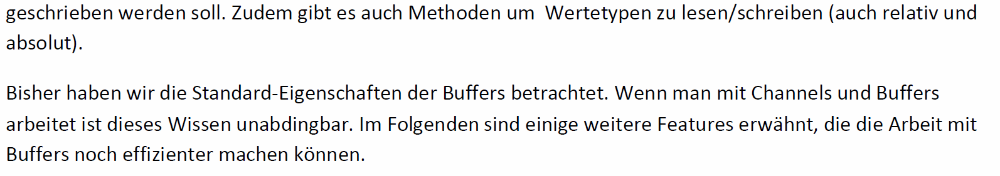 geschrieben werden soll. Zudem gibt es auch Methoden um  Wertetypen zu lesen/schreiben (auch relativ und
absolut).
Bisher haben wir die Standard-Eigenschaften der Buffers betrachtet. Wenn man mit Channels und Buffers
arbeitet ist dieses Wissen unabdingbar. Im Folgenden sind einige weitere Features erwähnt, die die Arbeit mit
Buffers noch effizienter machen können.